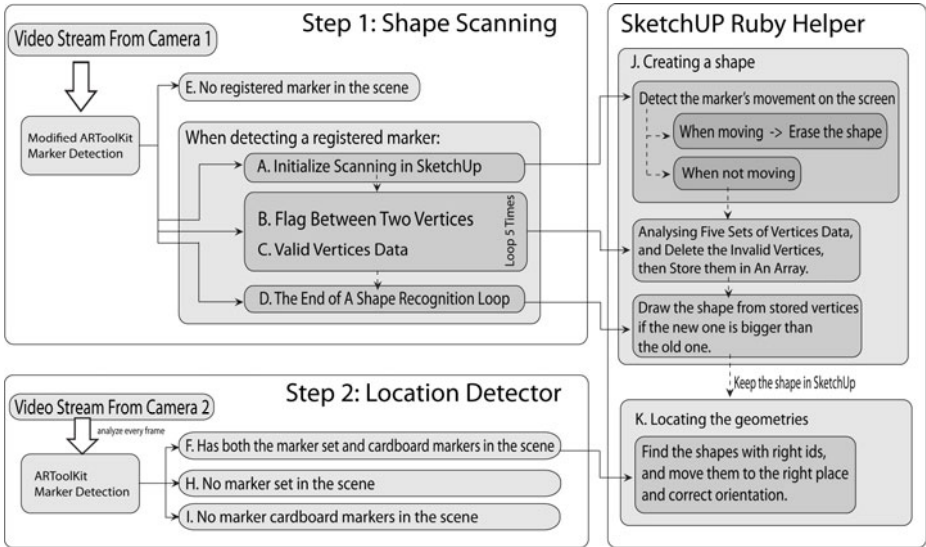 Step 1: Shape Scanning
Video Stream From Camera 1
Modified ARToolKit
Marker Detection
E. No registered marker in the scene
When detecting a registered marker:
A. Initialize Scanning in SketchUp
B. Flag Between Two Vertices
C. Valid Vertices Data
Loop 5 Times
D. The End of A Shape Recognition Loop
Step 2: Location Detector
Video Stream From Camera 2
analyze every frame
ARToolKit
Marker Detection
F. Has both the marker set and cardboard markers in the scene
H. No marker set in the scene
I. No marker cardboard markers in the scene
SketchUP Ruby Helper
J. Creating a shape
Detect the marker's movement on the screen
When moving -> Erase the shape
When not moving
Analysing Five Sets of Vertices Data,
and Delete the Invalid Vertices,
then Store them in An Array.
Draw the shape from stored vertices
if the new one is bigger than
the old one.
Keep the shape in SketchUp
K. Locating the geometries
Find the shapes with right ids,
and move them to the right place
and correct orientation.